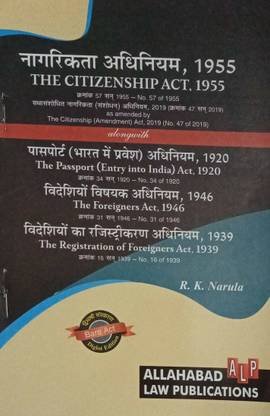 नागरिकता अधिनियम, 1955
THE CITIZENSHIP ACT, 1955
क्रमांक 57 सन् 1955 – No. 57 of 1955
यथासंशोधित नागरिकता (संशोधन) अधिनियम, 2019 (क्रमांक 47 सन् 2019)
as amended by
The Citizenship (Amendment) Act, 2019 (No. 47 of 2019)
alongwith
पासपोर्ट (भारत में प्रवेश) अधिनियम, 1920
The Passport (Entry into India) Act, 1920
क्रमांक 34 सन् 1920 – No. 34 of 1920
विदेशियों विषयक अधिनियम, 1946
The Foreigners Act, 1946
क्रमांक 31 सन् 1946 – No. 31 of 1946
विदेशियों का रजिस्ट्रीकरण अधिनियम, 1939
The Registration of Foreigners Act, 1939
क्रमांक 16 सन् 1939 – No. 16 of 1939
R. K. Narula
द्विभाषी संस्करण
Bare Act
Diglot Edition
ALLAHABAD ALP
LAW PUBLICATIONS